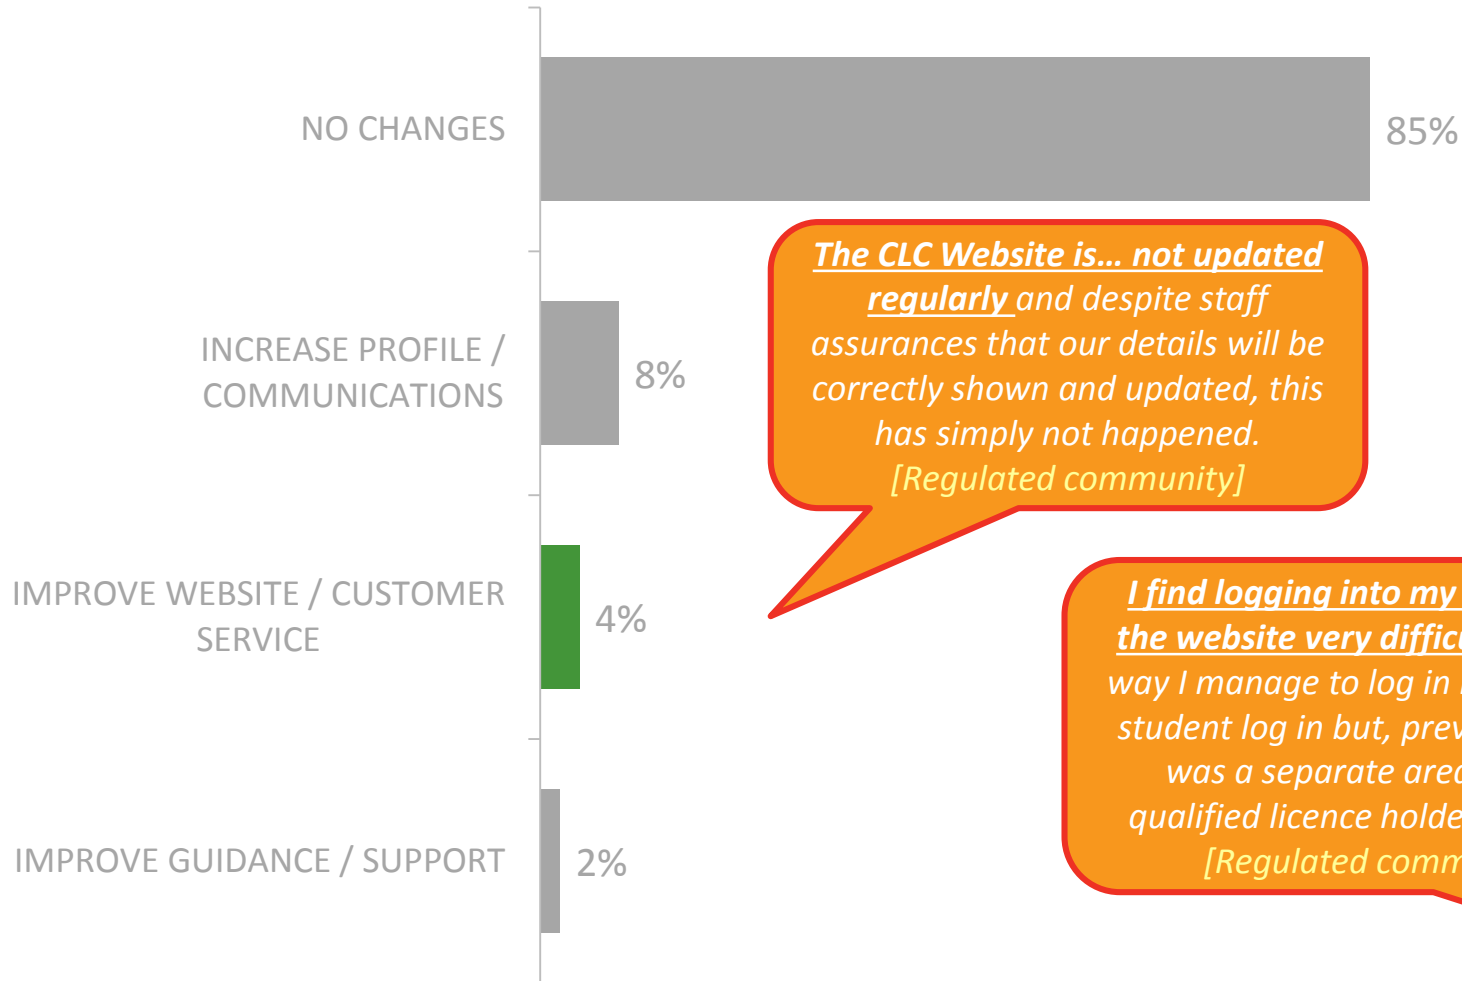 NO CHANGES
85%
The CLC Website is... not updated
regularly and despite staff
assurances that our details will be
correctly shown and updated, this
has simply not happened.
[Regulated community]
INCREASE PROFILE /
COMMUNICATIONS
8%
IMPROVE WEBSITE / CUSTOMER
SERVICE
4%
I find logging into my
the website very
way I manage to log in
student log in but,
was a separate
qualified licence
[Regulated
IMPROVE GUIDANCE / SUPPORT
2%